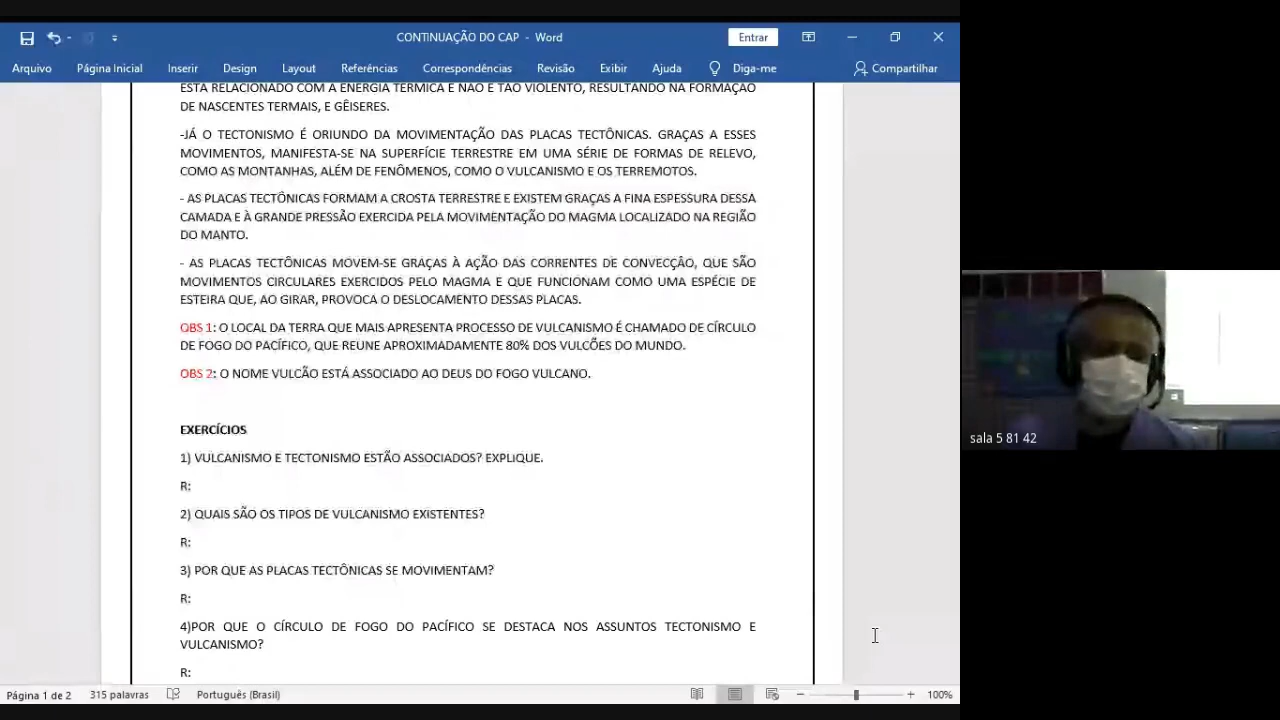 CONTINUAÇÃO DO CAP - Word
Entrar
Arquivo Página Inicial Inserir Design Layout Referências Correspondências Revisão Exibir Ajuda Diga-me Compartilhar
ESTÁ RELACIONADO COM A ENERGIA TÉRMICA E NÃO É TÃO VIOLENTO, RESULTANDO NA FORMAÇÃO
DE NASCENTES TERMAIS, E GÊISERES.
-JÁ O TECTONISMO É ORIUNDO DA MOVIMENTAÇÃO DAS PLACAS TECTÔNICAS. GRAÇAS A ESSES
MOVIMENTOS, MANIFESTA-SE NA SUPERFÍCIE TERRESTRE EM UMA SÉRIE DE FORMAS DE RELEVO,
COMO AS MONTANHAS, ALÉM DE FENÔMENOS, COMO O VULCANISMO E OS TERREMOTOS.
- AS PLACAS TECTÔNICAS FORMAM A CROSTA TERRESTRE E EXISTEM GRAÇAS A FINA ESPESSURA DESSA
CAMADA E À GRANDE PRESSÃO EXERCIDA PELA MOVIMENTAÇÃO DO MAGMA LOCALIZADO NA REGIÃO
DO MANTO.
- AS PLACAS TECTÔNICAS MOVEM-SE GRAÇAS À AÇÃO DAS CORRENTES DE CONVECÇÃO, QUE SÃO
MOVIMENTOS CIRCULARES EXERCIDOS PELO MAGMA E QUE FUNCIONAM COMO UMA ESPÉCIE DE
ESTEIRA QUE, AO GIRAR, PROVOCA O DESLOCAMENTO DESSAS PLACAS.
OBS 1: O LOCAL DA TERRA QUE MAIS APRESENTA PROCESSO DE VULCANISMO É CHAMADO DE CÍRCULO
DE FOGO DO PACÍFICO, QUE REÚNE APROXIMADAMENTE 80% DOS VULCÕES DO MUNDO.
OBS 2: O NOME VULCÃO ESTÁ ASSOCIADO AO DEUS DO FOGO VULCANO.
EXERCÍCIOS
1) VULCANISMO E TECTONISMO ESTÃO ASSOCIADOS? EXPLIQUE.
R:
2) QUAIS SÃO OS TIPOS DE VULCANISMO EXISTENTES?
R:
3) POR QUE AS PLACAS TECTÔNICAS SE MOVIMENTAM?
R:
4)POR QUE O CÍRCULO DE FOGO DO PACÍFICO SE DESTACA NOS ASSUNTOS TECTONISMO E
VULCANISMO?
R:
Página 1 de 2 315 palavras Português (Brasil) 100%
sala 5 81 42